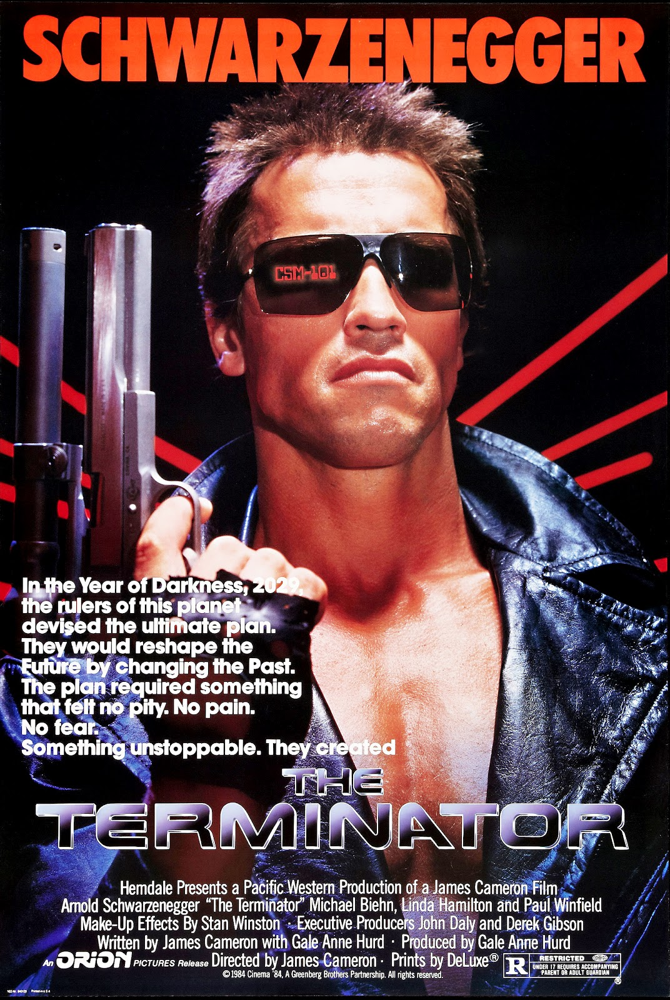 SCHWARZENEGGER
CSM-101
In the Year of Darkness, 2029,
the rulers of this planet
devised the ultimate plan.
They would reshape the
Future by changing the Past.
The plan required something
that felt no pity. No pain.
No fear.
Something unstoppable. They created
THE
TERMINATOR
Hemdale Presents a Pacific Western Production of a James Cameron Film
Arnold Schwarzenegger “The Terminator” Michael Biehn, Linda Hamilton and Paul Winfield
Make-Up Effects By Stan Winston · Executive Producers John Daly and Derek Gibson
Written by James Cameron with Gale Anne Hurd · Produced by Gale Anne Hurd
An ORION PICTURES Release Directed by James Cameron · Prints by DeLuxe®
©1984 Cinema '84, A Greenberg Brothers Partnership. All rights reserved.
R RESTRICTED
UNDER 17 REQUIRES ACCOMPANYING
PARENT OR ADULT GUARDIAN
®
Printed in U.S.A.